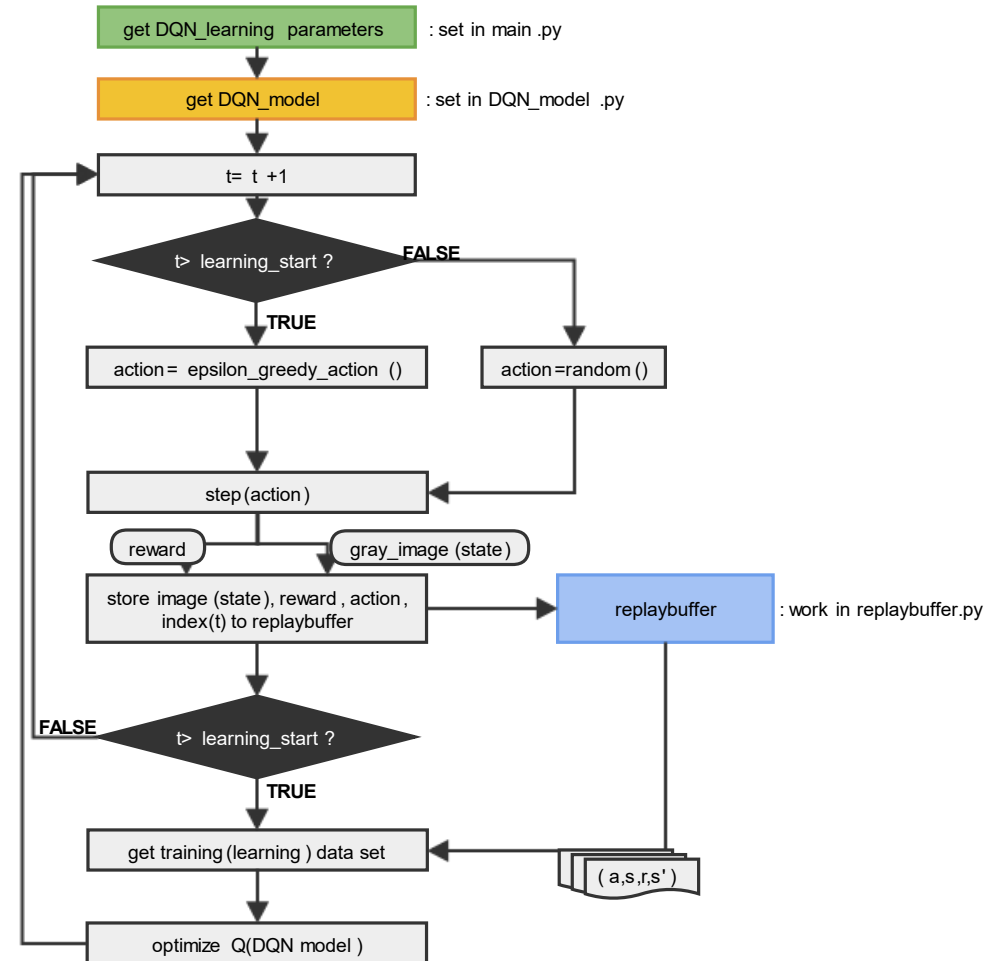 get DQN_learning parameters : set in main .py
get DQN_model : set in DQN_model .py
t= t +1
t> learning_start ?
FALSE
TRUE
action= epsilon_greedy_action ()
action=random()
step(action)
reward
gray_image (state)
store image (state), reward, action,
index(t) to replaybuffer
replaybuffer : work in replaybuffer.py
FALSE
t> learning_start ?
TRUE
get training(learning) data set
( a,s,r,s' )
optimize Q(DQN model)